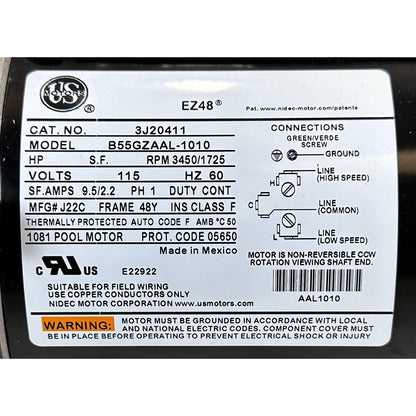 US
MOTORS
®
EZ48®
Pat. www.nidec-motor.com/patents
CAT. NO. 3J20411
MODEL B55GZAAL-1010
HP S.F. RPM 3450/1725
VOLTS 115 HZ 60
SF.AMPS 9.5/2.2 PH 1 DUTY CONT
MFG# J22C FRAME 48Y INS CLASS F
THERMALLY PROTECTED AUTO CODE F AMB °C 50
1081 POOL MOTOR PROT. CODE 05650
Made in Mexico
C RU US E22922
SUITABLE FOR FIELD WIRING
USE COPPER CONDUCTORS ONLY
NIDEC MOTOR CORPORATION www.usmotors.com
CONNECTIONS
GREEN/VERDE
SCREW
GROUND
LINE
(HIGH SPEED)
H
LINE
(COMMON)
C
LINE
(LOW SPEED)
L
MOTOR IS NON-REVERSIBLE CCW
ROTATION VIEWING SHAFT END.
AAL1010
WARNING: MOTOR MUST BE GROUNDED IN ACCORDANCE WITH LOCAL
AND NATIONAL ELECTRIC CODES. COMPONENT COVER MUST
BE IN PLACE BEFORE OPERATING TO PREVENT ELECTRICAL SHOCK OR INJURY